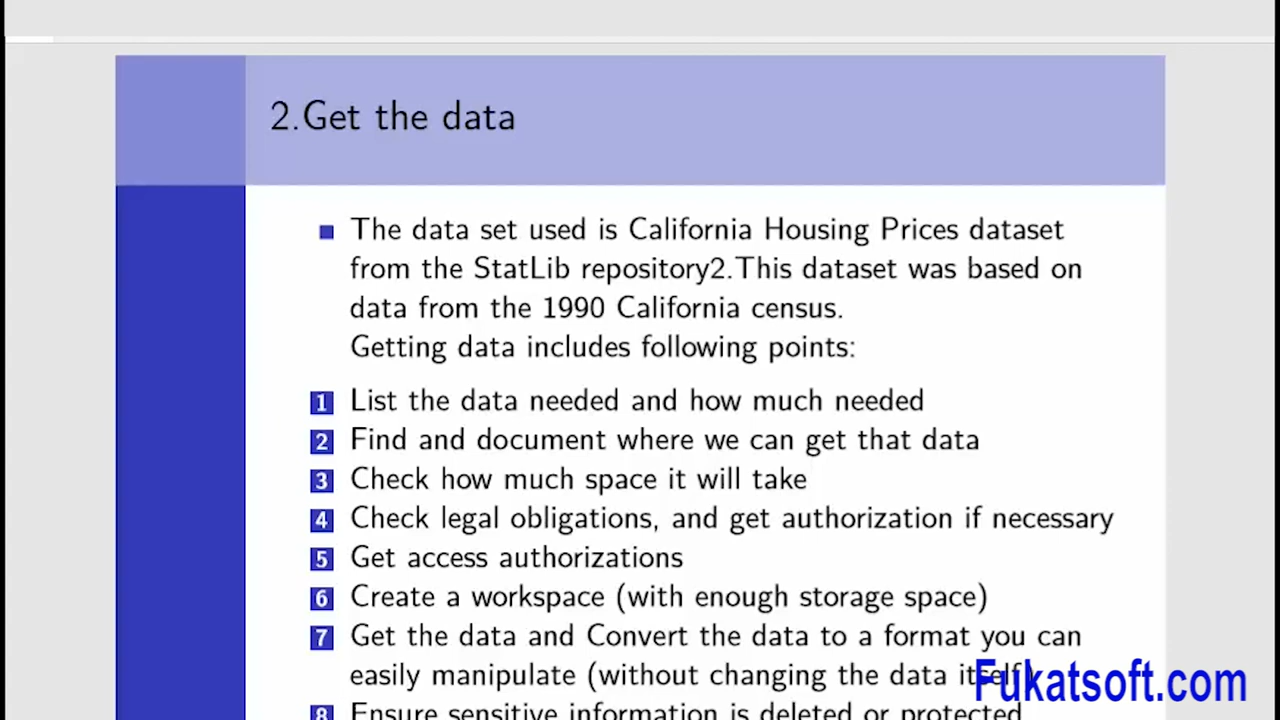 2.Get the data
The data set used is California Housing Prices dataset
from the StatLib repository2.This dataset was based on
data from the 1990 California census.
Getting data includes following points:
1 List the data needed and how much needed
2 Find and document where we can get that data
3 Check how much space it will take
4 Check legal obligations, and get authorization if necessary
5 Get access authorizations
6 Create a workspace (with enough storage space)
7 Get the data and Convert the data to a format you can
easily manipulate (without changing the data itself)
8 Ensure sensitive information is deleted or protected
Fukatsoft.com